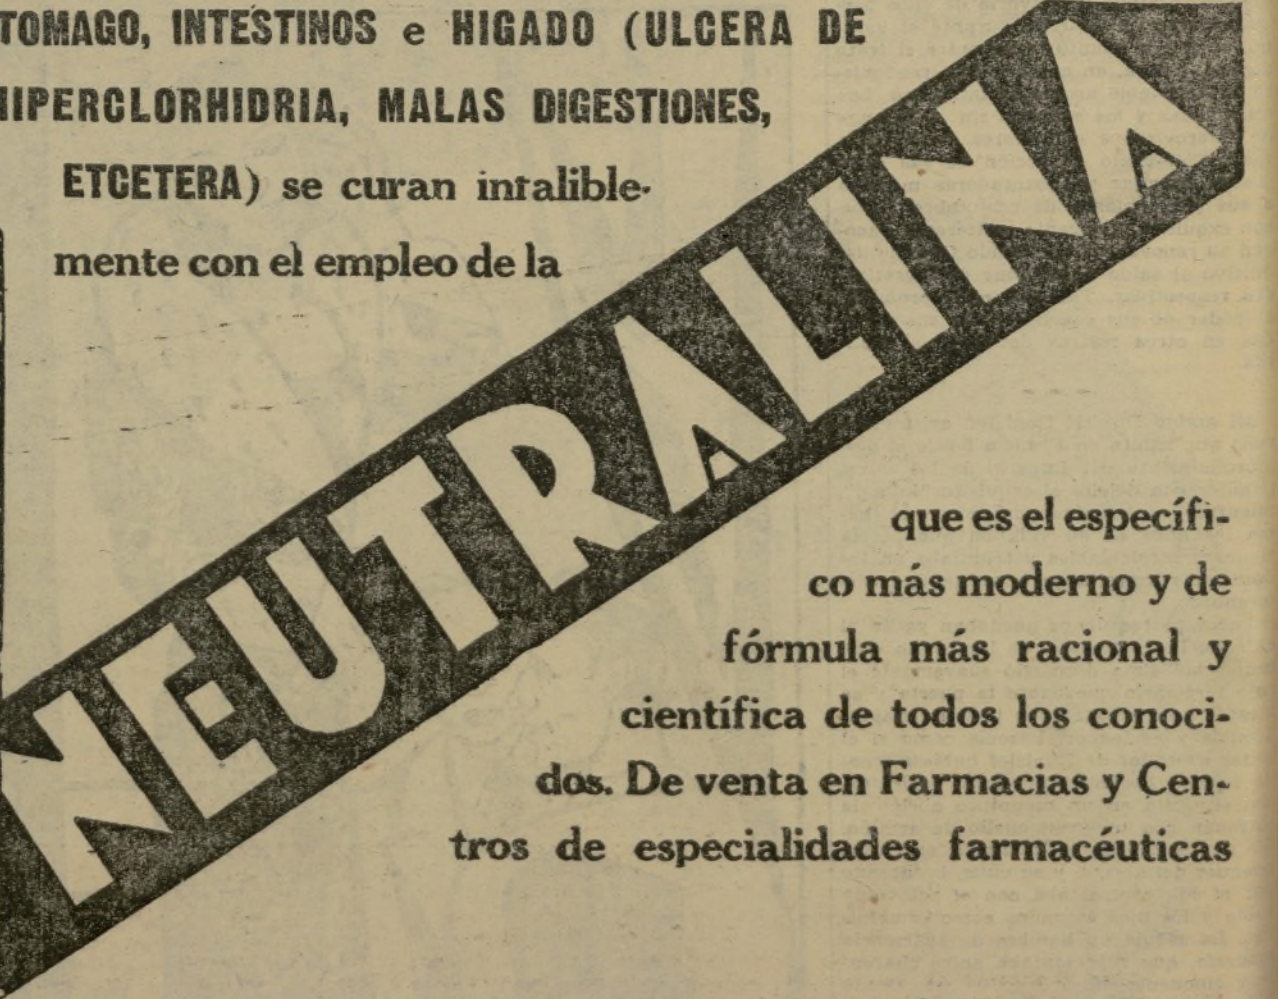 TOMAGO, INTESTINOS e HIGADO (ULCERA DE
HIPERCLORHIDRIA, MALAS DIGESTIONES,
ETCETERA) se curan infalible-
mente con el empleo de la
NEUTRALINA
que es el específi-
co más moderno y de
fórmula más racional y
científica de todos los conoci-
dos. De venta en Farmacias y Cen-
tros de especialidades farmacéuticas